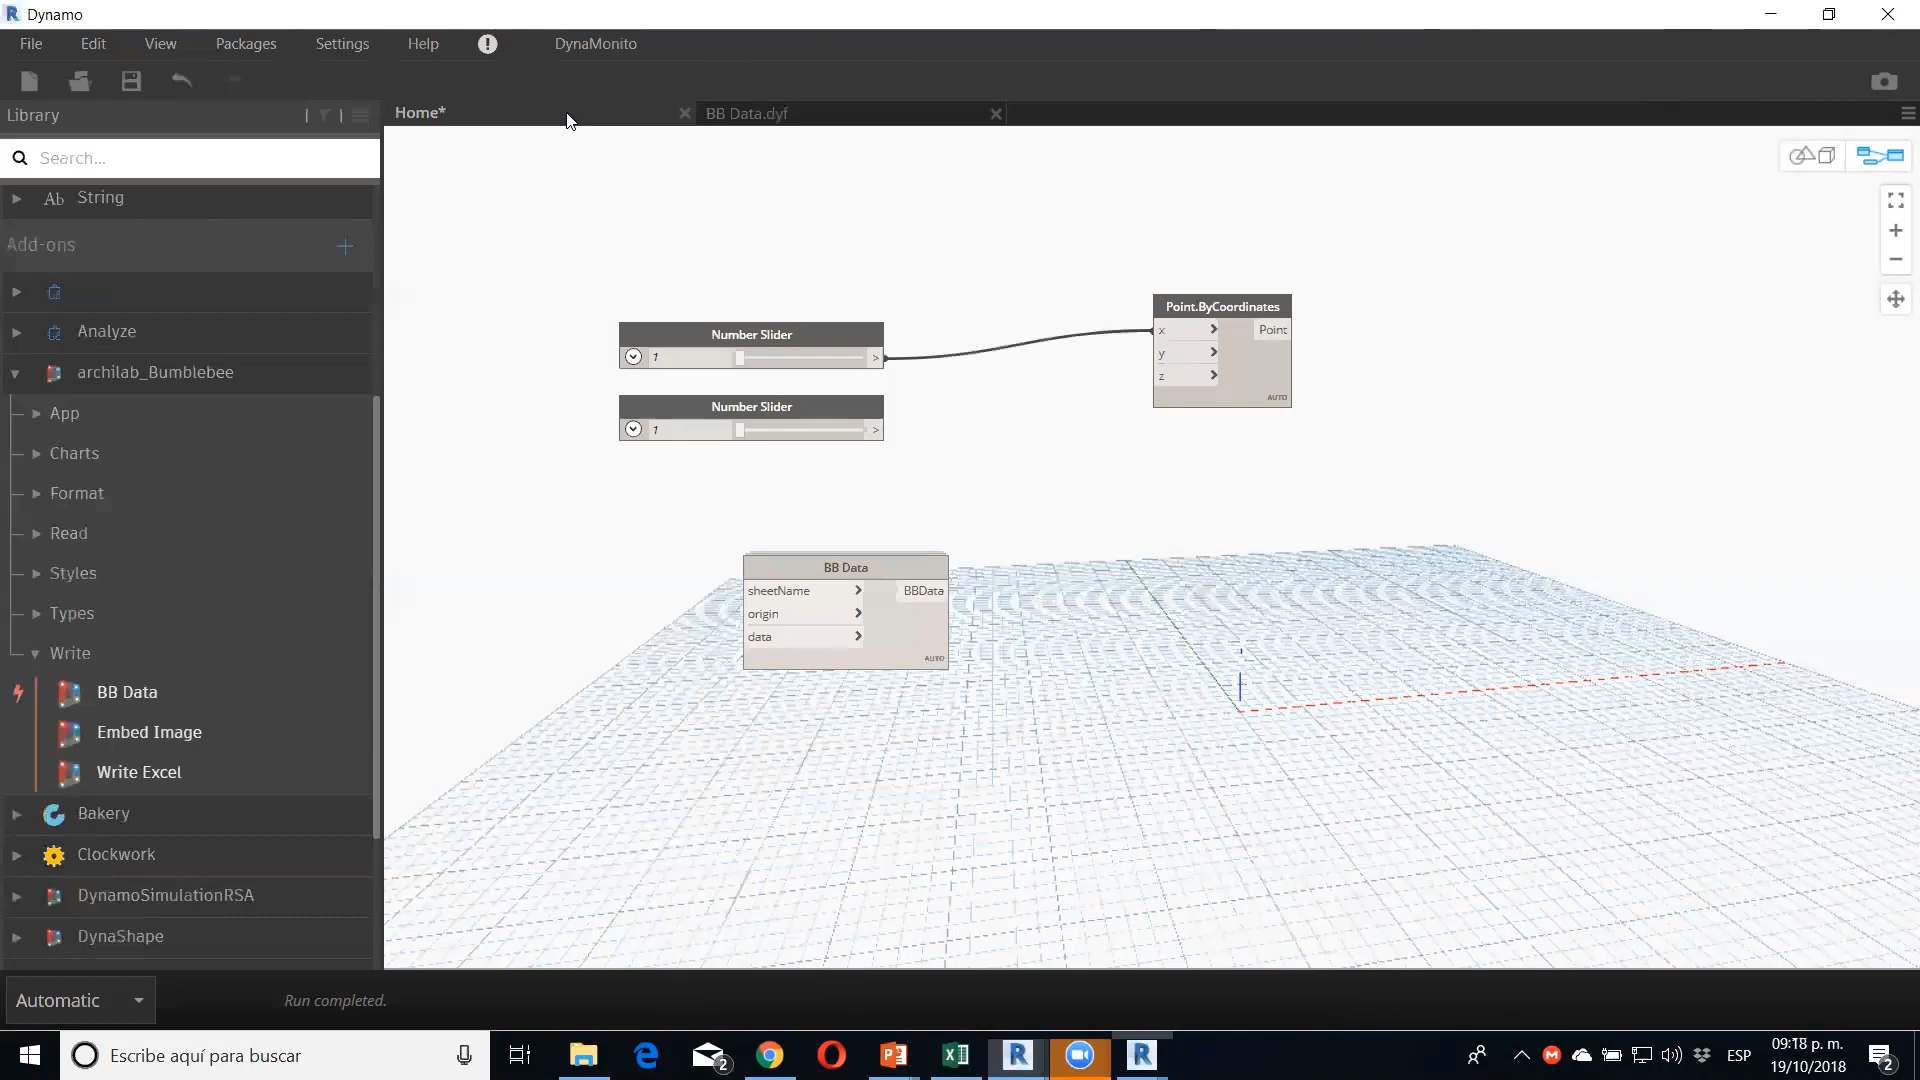 Dynamo
File Edit View Packages Settings Help DynaMonito
Library
Home*
BB Data.dyf
Search...
Ab String
Add-ons
Analyze
archilab_Bumblebee
App
Charts
Format
Read
Styles
Types
Write
BB Data
Embed Image
Write Excel
Bakery
Clockwork
DynamoSimulationRSA
DynaShape
Number Slider
1 >
Number Slider
1 >
Point.ByCoordinates
x > Point
y >
z >
AUTO
BB Data
sheetName > BBData
origin >
data >
AUTO
Automatic
Run completed.
Escribe aquí para buscar
2
ESP
09:18 p. m.
19/10/2018
2